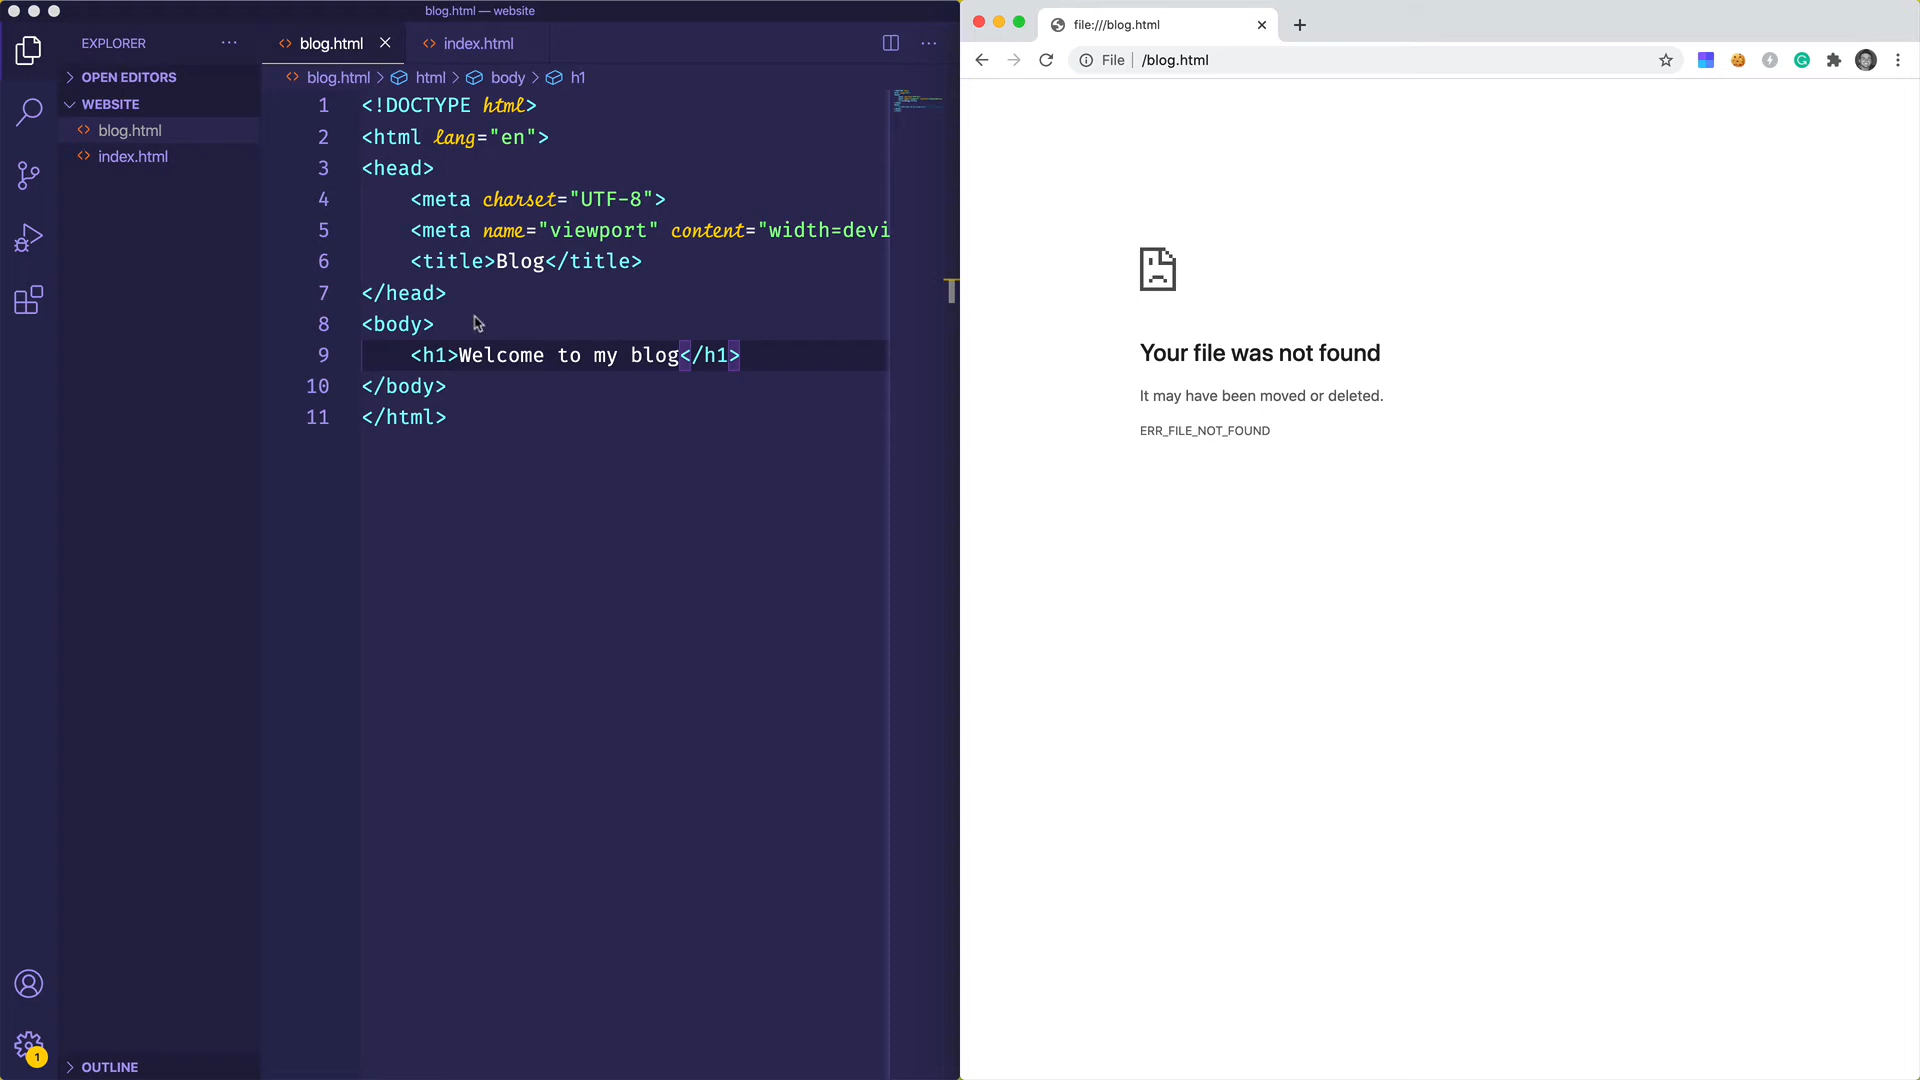 blog.html — website
EXPLORER
OPEN EDITORS
WEBSITE
blog.html
index.html
OUTLINE
1
blog.html
index.html
blog.html > html > body > h1
1 <!DOCTYPE html>
2 <html lang="en">
3 <head>
4 <meta charset="UTF-8">
5 <meta name="viewport" content="width=devi
6 <title>Blog</title>
7 </head>
8 <body>
9 <h1>Welcome to my blog</h1>
10 </body>
11 </html>
file:///blog.html
File | /blog.html
Your file was not found
It may have been moved or deleted.
ERR_FILE_NOT_FOUND